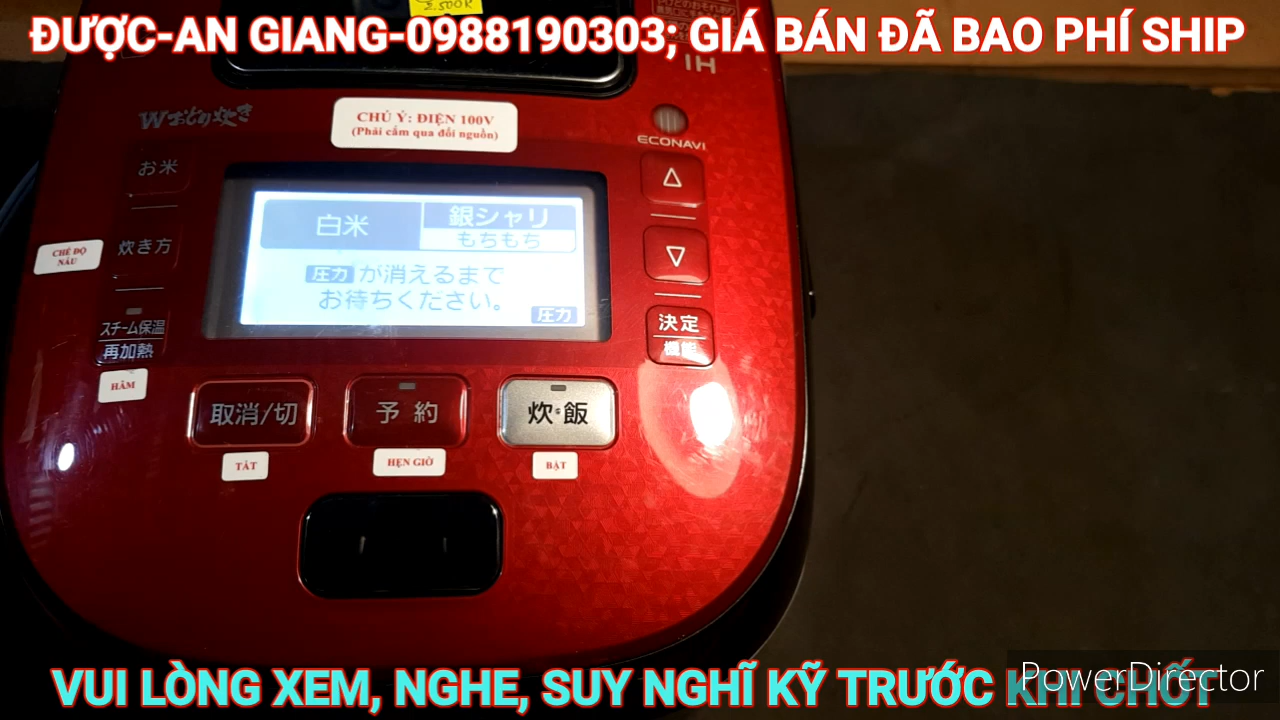 2.500K
ĐƯỢC-AN GIANG-0988190303; GIÁ BÁN ĐÃ BAO PHÍ SHIP
IH
Wおどり炊き
CHÚ Ý: ĐIỆN 100V
(Phải cắm qua đổi nguồn)
ECONAVI
お米
白米
銀シャリ
もちもち
炊き方
CHẾ ĐỘ
NẤU
圧力が消えるまで
お待ちください。
圧力
スチーム保温
再加熱
決定
機能
HÂM
取消/切
予約
炊飯
TẮT
HẸN GIỜ
BẬT
VUI LÒNG XEM, NGHE, SUY NGHĨ KỸ TRƯỚC KHI CHỐT
PowerDirector